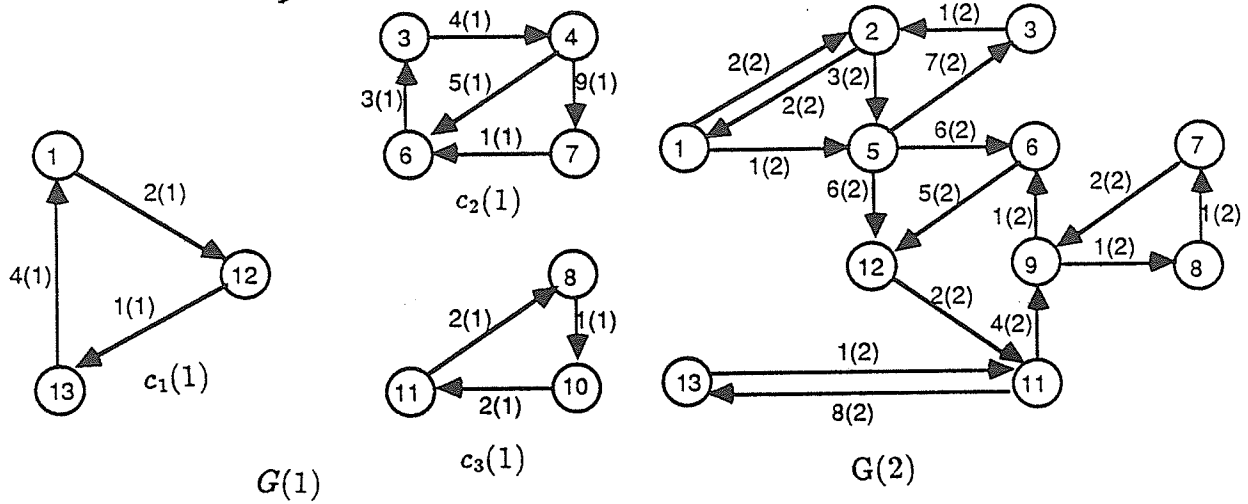 3 4(1) 4
3(1) 5(1) 9(1)
6 1(1) 7
c₂(1)
1
2(1)
12
4(1) 1(1)
13 c₁(1)
8
2(1) 1(1)
11 2(1) 10
c₃(1)
G(1)
2 1(2) 3
2(2) 3(2) 7(2)
2(2)
1 1(2) 5 6(2) 6 7
6(2) 5(2) 1(2) 2(2) 1(2)
12 9 1(2) 8
2(2) 4(2)
13 1(2) 11
8(2)
G(2)